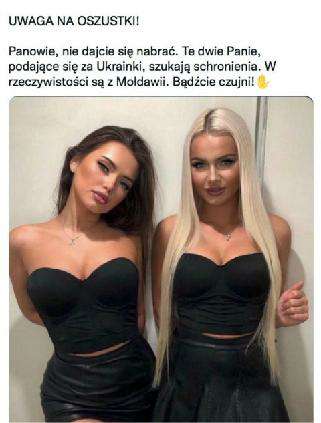 UWAGA NA OSZUSTKI!!
Panowie, nie dajcie się nabrać. Te dwie Panie,
podające się za Ukrainki, szukają schronienia. W
rzeczywistości są z Mołdawii. Bądźcie czujni!✋